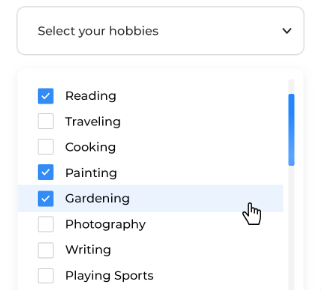 Select your hobbies
Reading
Traveling
Cooking
Painting
Gardening
Photography
Writing
Playing Sports